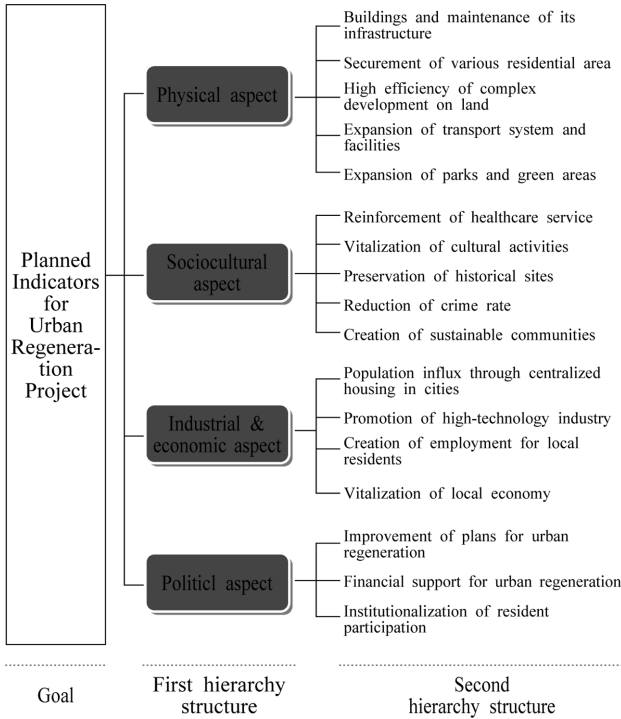 Planned
Indicators
for
Urban
Regenera-
tion
Project
Physical aspect
Buildings and maintenance of its
infrastructure
Securement of various residential area
High efficiency of complex
development on land
Expansion of transport system and
facilities
Expansion of parks and green areas
Sociocultural
aspect
Reinforcement of healthcare service
Vitalization of cultural activities
Preservation of historical sites
Reduction of crime rate
Creation of sustainable communities
Industrial &
economic aspect
Population influx through centralized
housing in cities
Promotion of high-technology industry
Creation of employment for local
residents
Vitalization of local economy
Politicl aspect
Improvement of plans for urban
regeneration
Financial support for urban regeneration
Institutionalization of resident
participation
Goal
First hierarchy
structure
Second
hierarchy structure